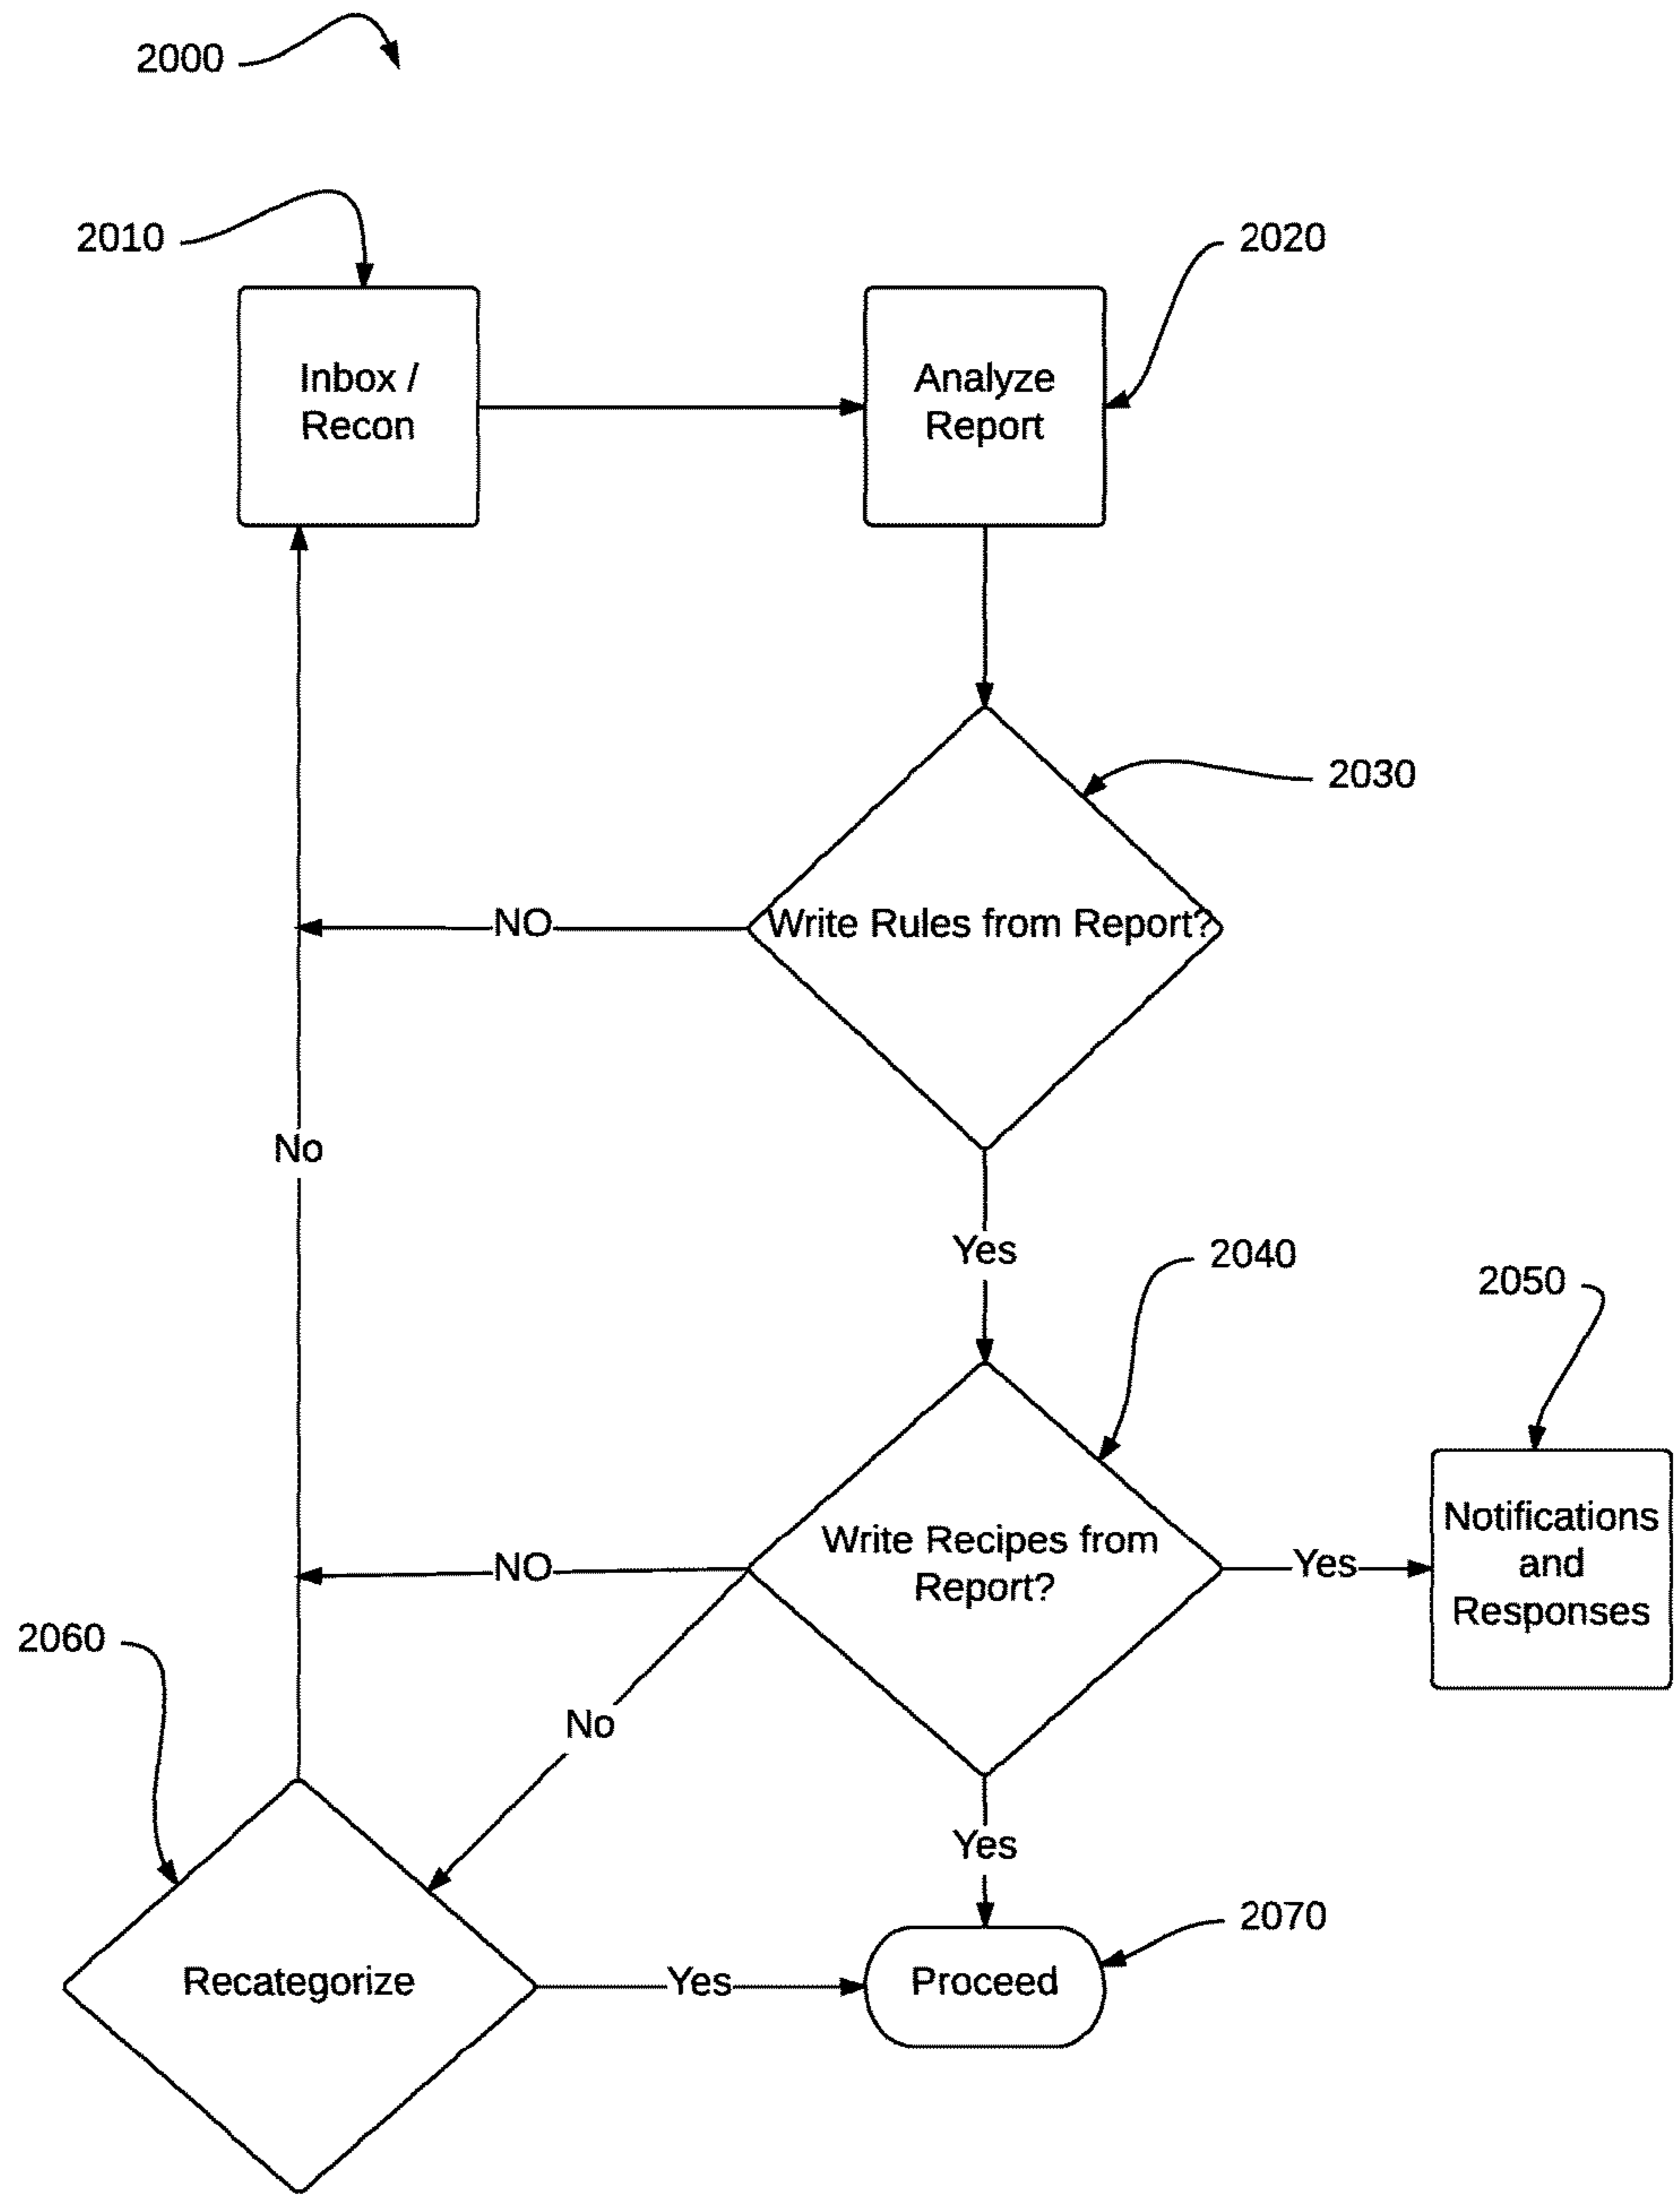 2000
2010
2020
Inbox /
Recon
Analyze
Report
2030
Write Rules from Report?
NO
No
Yes
2040
2050
Write Recipes from
Report?
NO
Yes
Notifications
and
Responses
2060
No
Yes
2070
Recategorize
Yes
Proceed